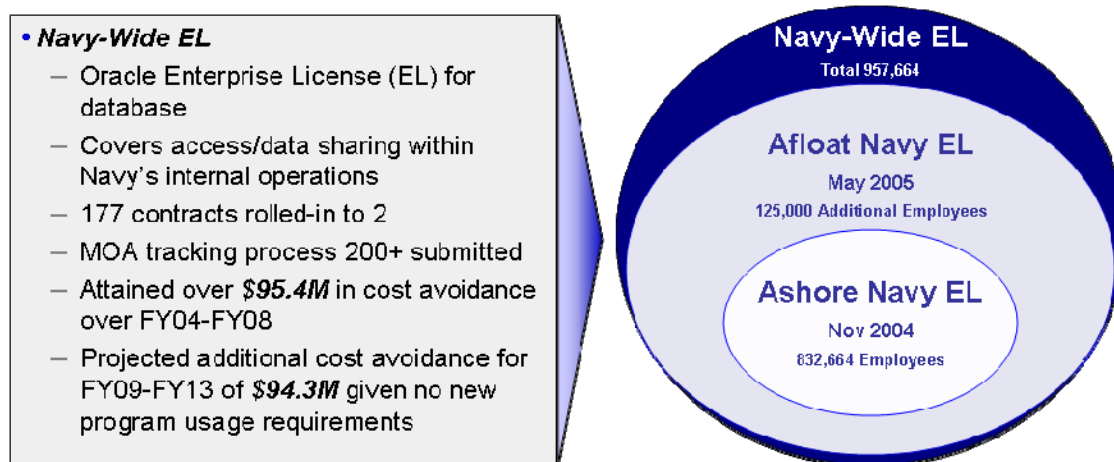 • Navy-Wide EL
– Oracle Enterprise License (EL) for
database
– Covers access/data sharing within
Navy's internal operations
– 177 contracts rolled-in to 2
– MOA tracking process 200+ submitted
– Attained over $95.4M in cost avoidance
over FY04-FY08
– Projected additional cost avoidance for
FY09-FY13 of $94.3M given no new
program usage requirements
Navy-Wide EL
Total 957,664
Afloat Navy EL
May 2005
125,000 Additional Employees
Ashore Navy EL
Nov 2004
832,664 Employees